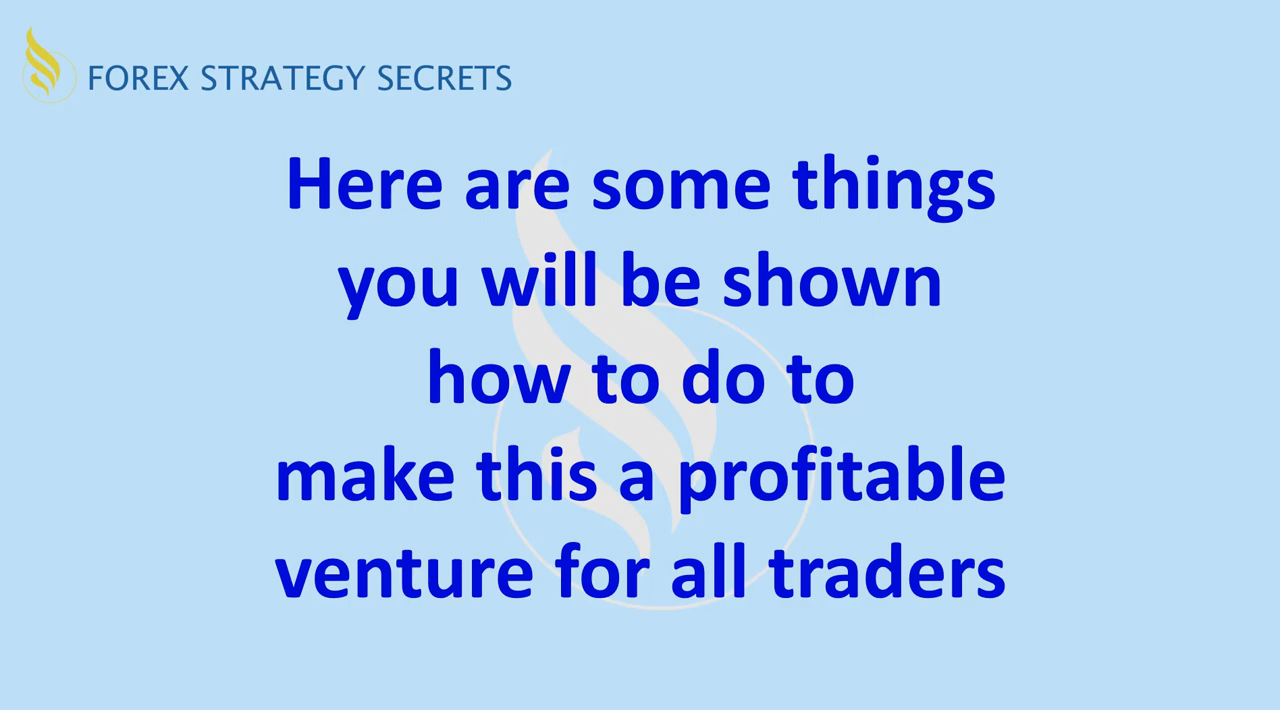 FOREX STRATEGY SECRETS
Here are some things
you will be shown
how to do to
make this a profitable
venture for all traders